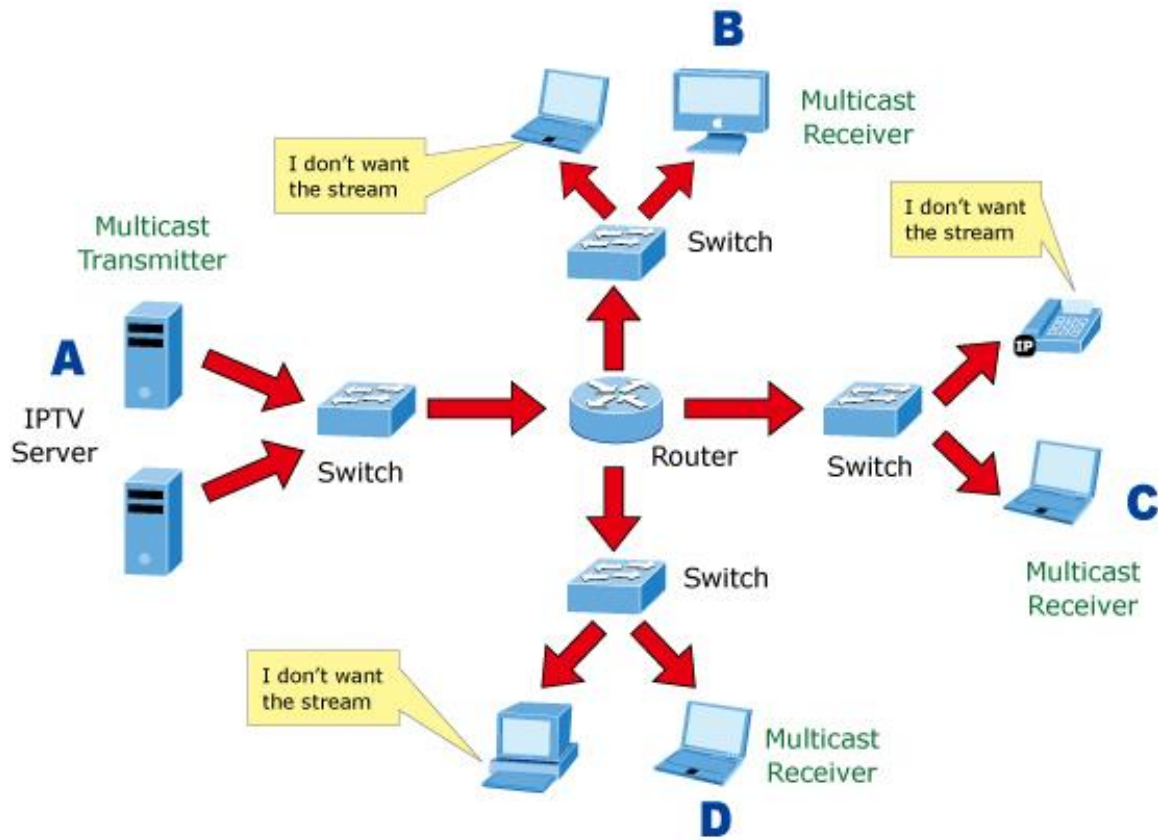 B
Multicast
Receiver
I don't want
the stream
Switch
I don't want
the stream
Multicast
Transmitter
A
IPTV
Server
IP
Switch
Router
Switch
C
Multicast
Receiver
Switch
I don't want
the stream
Multicast
Receiver
D